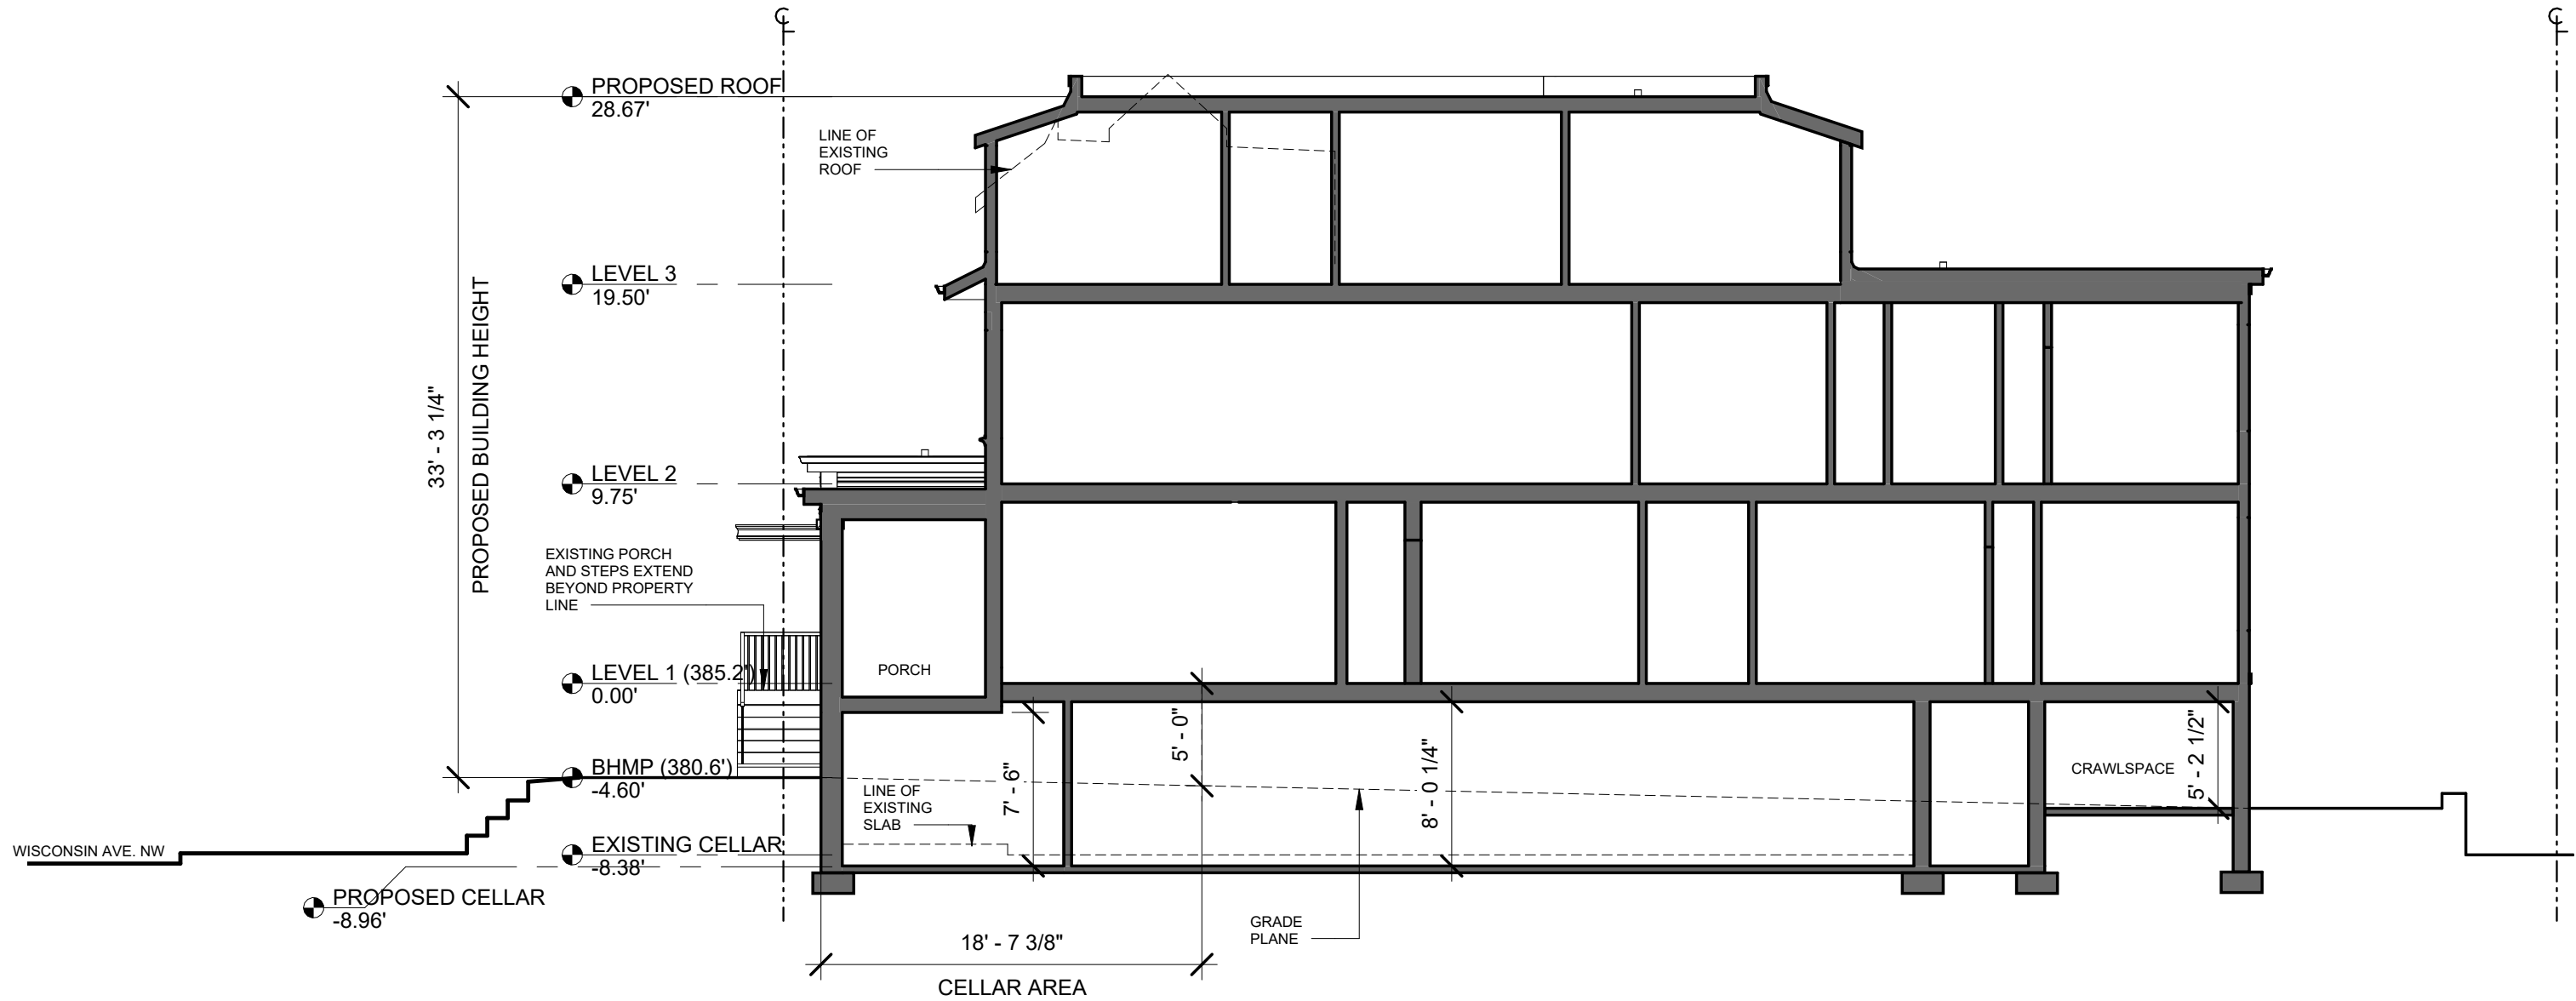 PROPOSED ROOF
28.67'
LINE OF
EXISTING
ROOF
LEVEL 3
19.50'
33' - 3 1/4"
PROPOSED BUILDING HEIGHT
LEVEL 2
9.75'
EXISTING PORCH
AND STEPS EXTEND
BEYOND PROPERTY
LINE
LEVEL 1 (385.2')
0.00'
PORCH
BHMP (380.6')
-4.60'
LINE OF
EXISTING
SLAB
7' - 6"
5' - 0"
8' - 0 1/4"
CRAWLSPACE
5' - 2 1/2"
WISCONSIN AVE. NW
EXISTING CELLAR
-8.38'
PROPOSED CELLAR
-8.96'
GRADE
PLANE
18' - 7 3/8"
CELLAR AREA